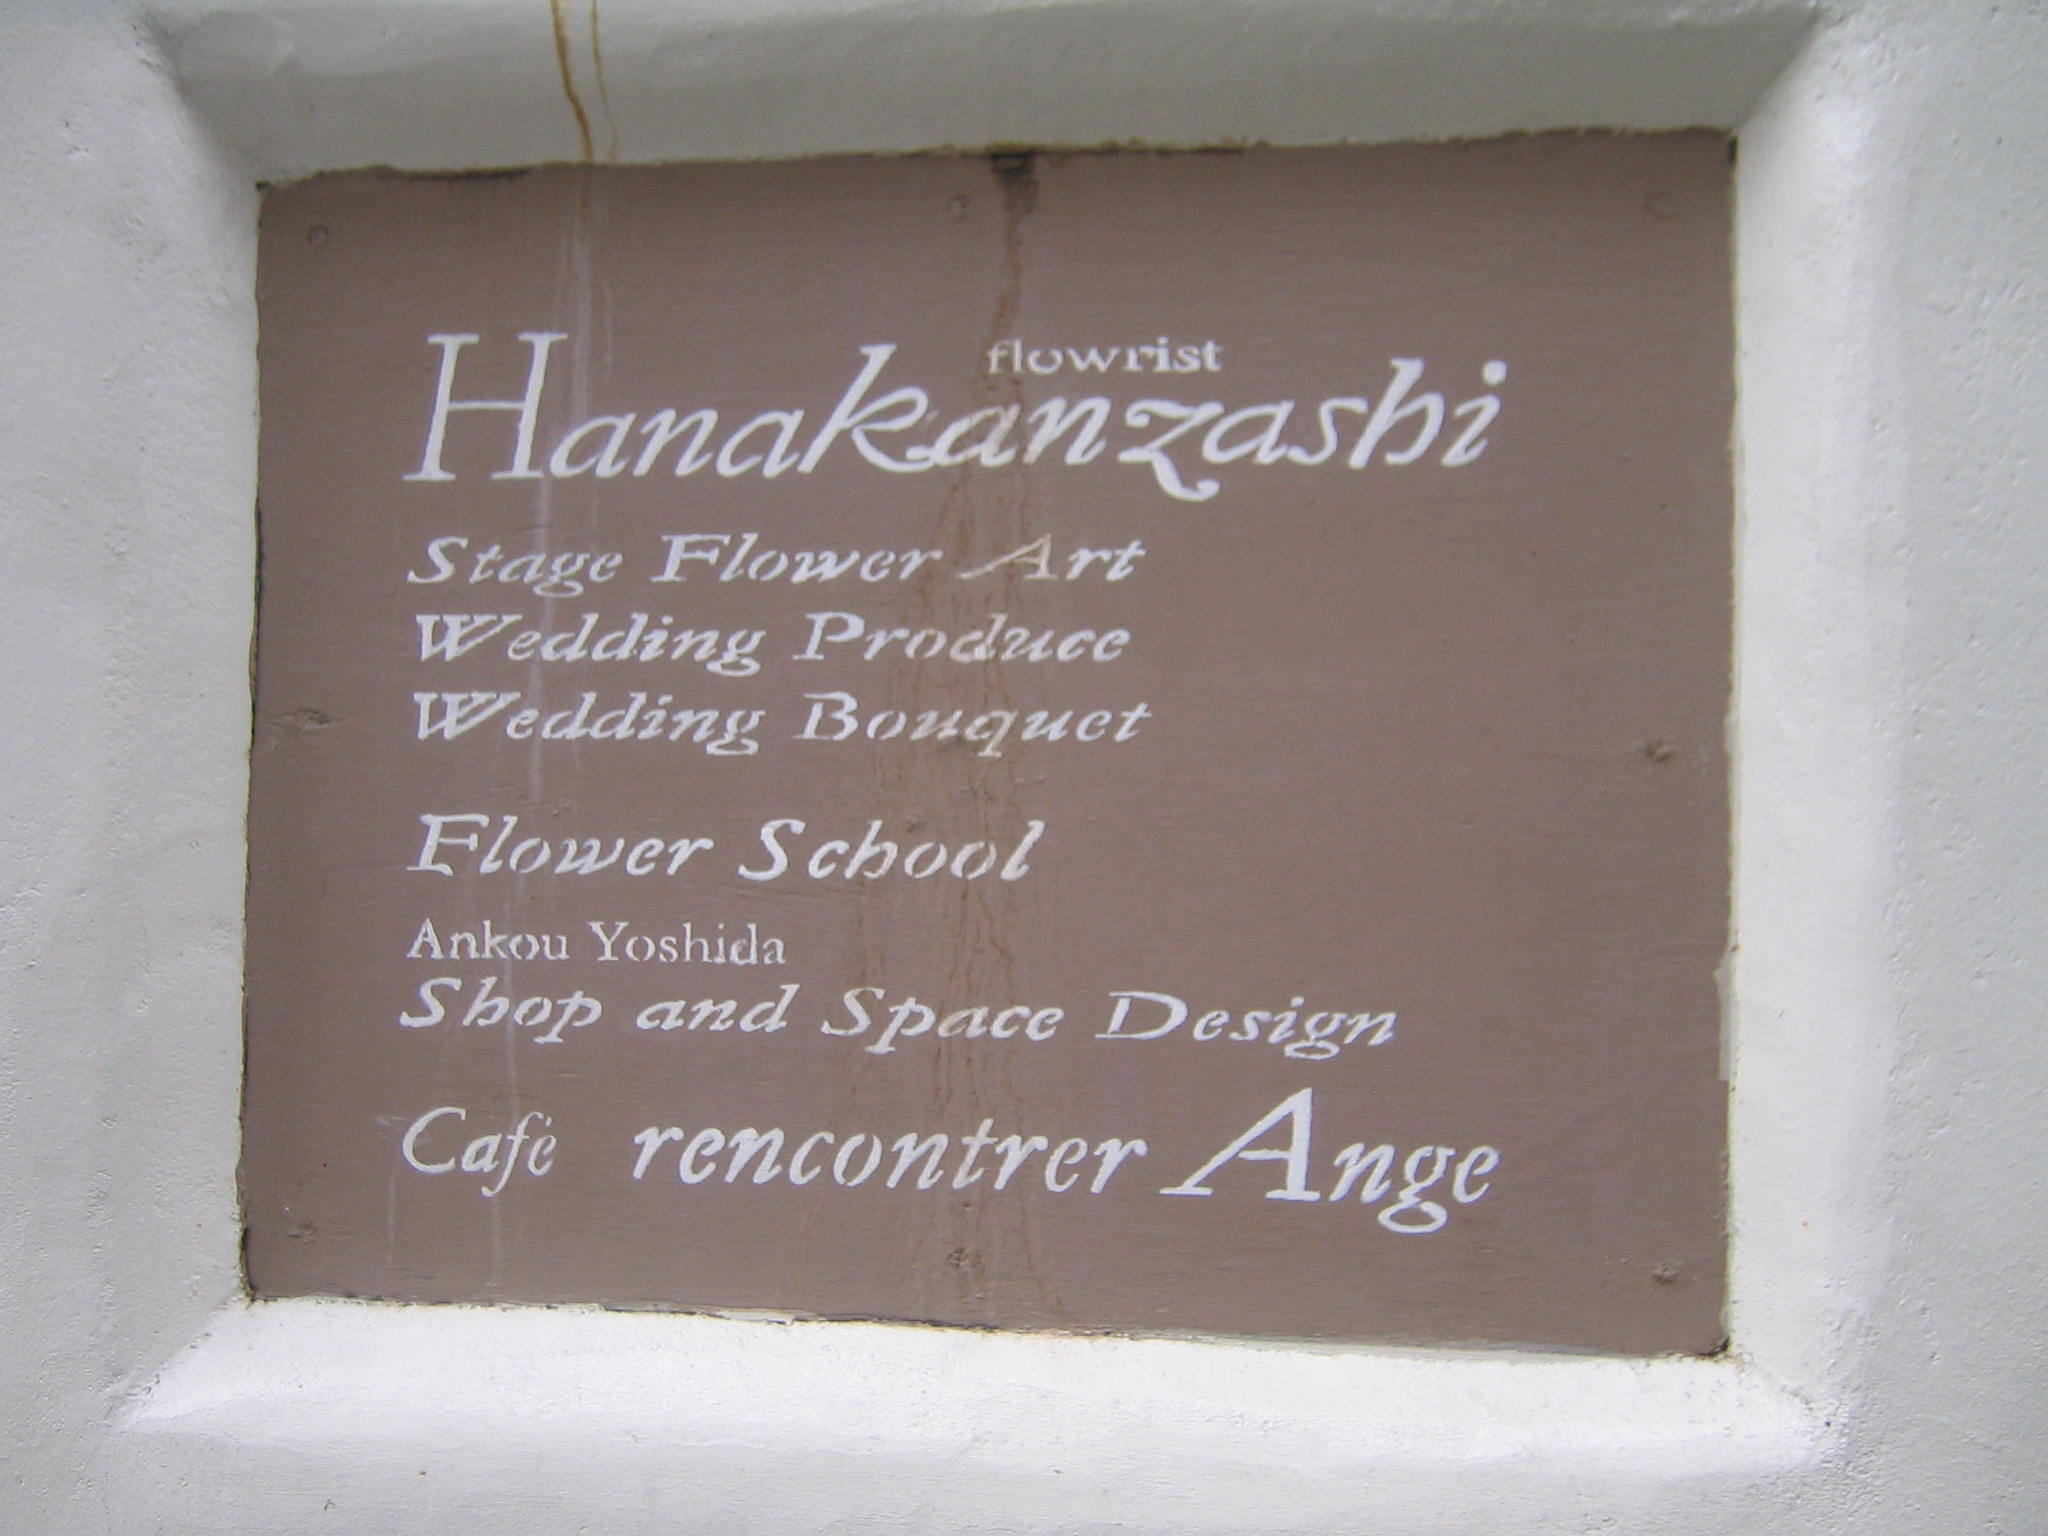 flowrist
Hanakanzashi
Stage Flower Art
Wedding Produce
Wedding Bouquet
Flower School
Ankou Yoshida
Shop and Space Design
Café rencontrer Ange